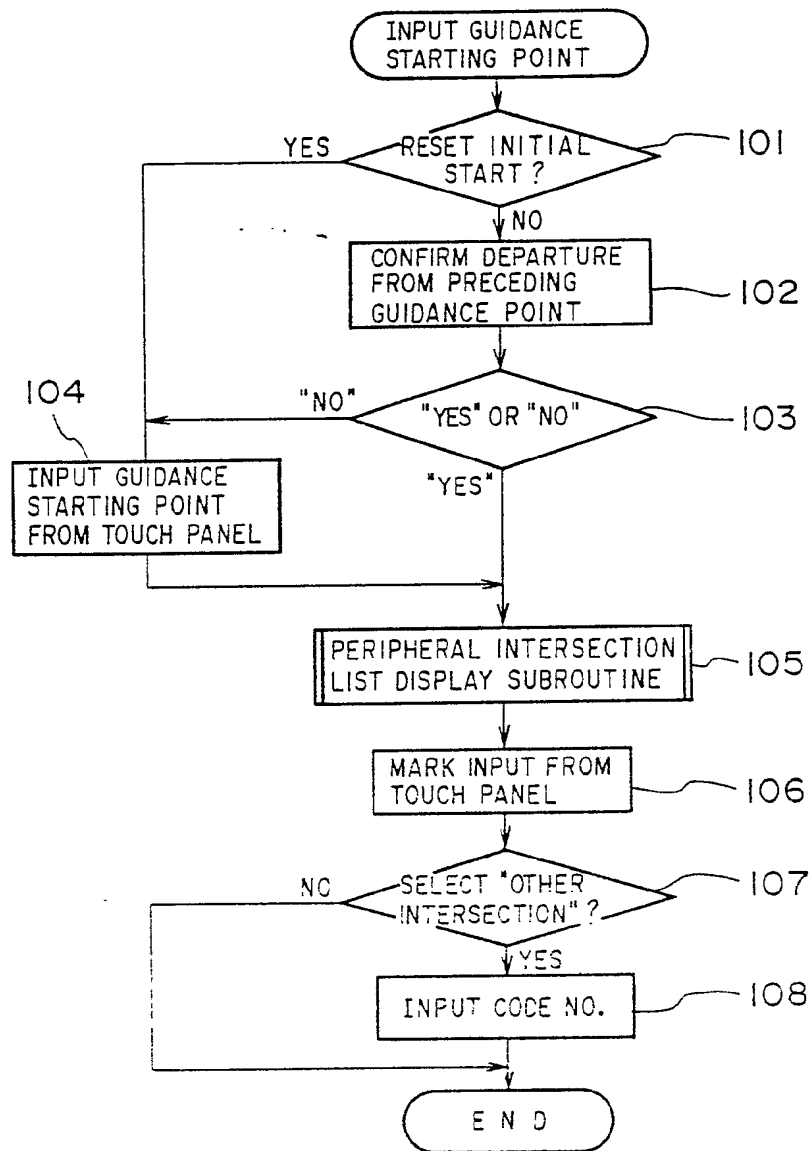 INPUT GUIDANCE
STARTING POINT
YES
RESET INITIAL
START?
101
NO
CONFIRM DEPARTURE
FROM PRECEDING
GUIDANCE POINT
102
104
"NO"
"YES" OR "NO"
103
INPUT GUIDANCE
STARTING POINT
FROM TOUCH PANEL
"YES"
PERIPHERAL INTERSECTION
LIST DISPLAY SUBROUTINE
105
MARK INPUT FROM
TOUCH PANEL
106
NO
SELECT "OTHER
INTERSECTION"?
107
YES
INPUT CODE NO.
108
END